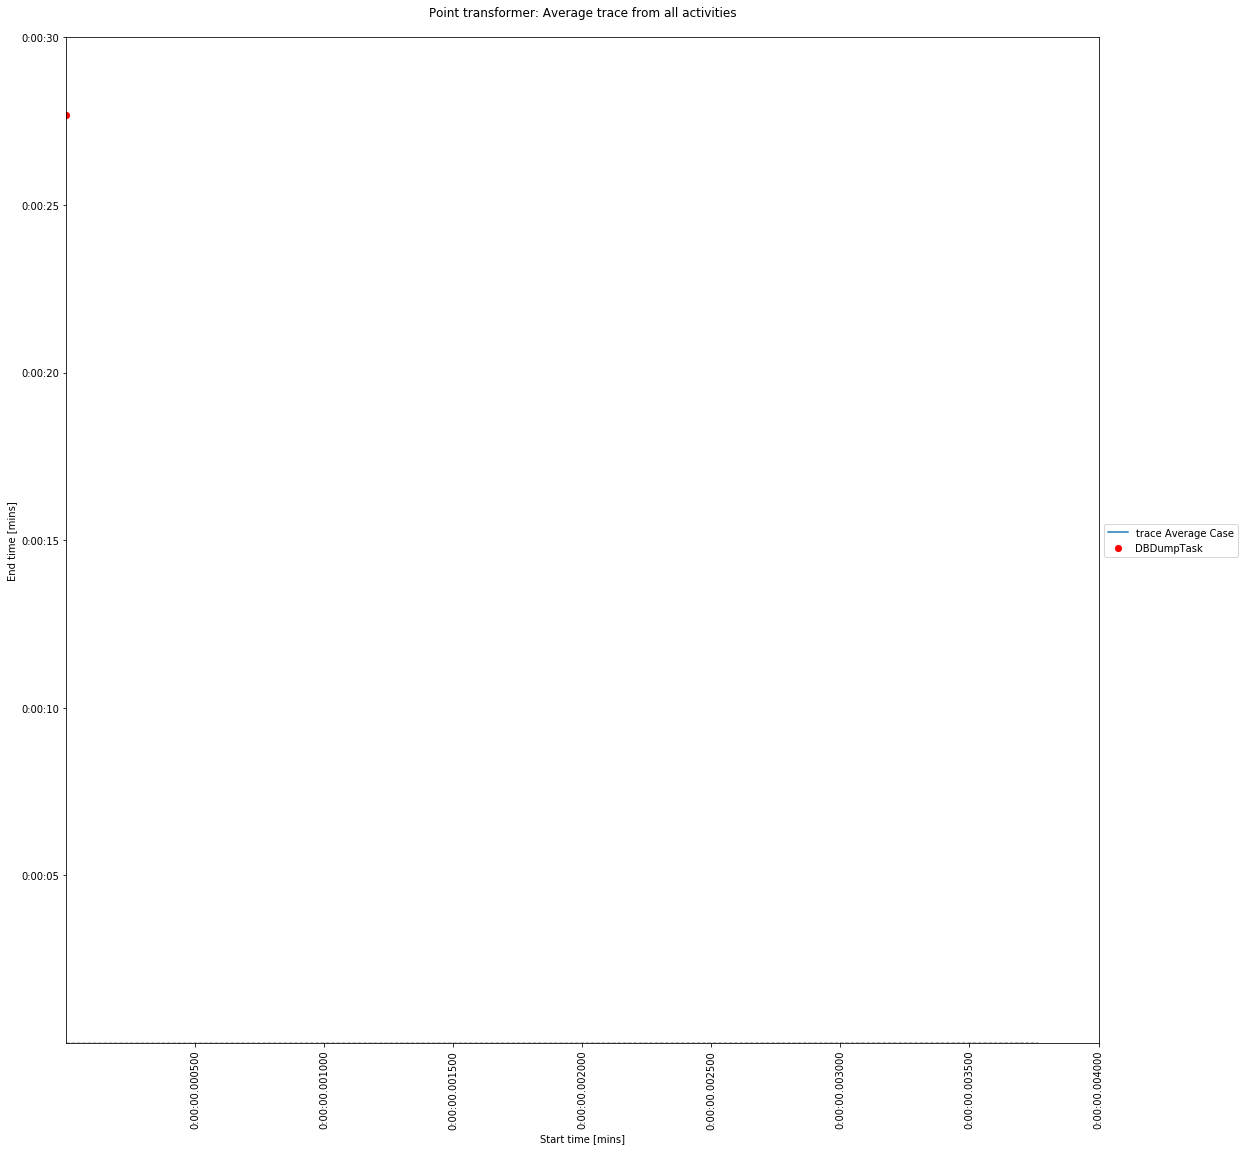 Point transformer: Average trace from all activities
0:00:30
0:00:25
0:00:20
0:00:15
0:00:10
0:00:05
End time [mins]
trace Average Case
DBDumpTask
0:00:00.000500
0:00:00.001000
0:00:00.001500
0:00:00.002000
0:00:00.002500
0:00:00.003000
0:00:00.003500
0:00:00.004000
Start time [mins]